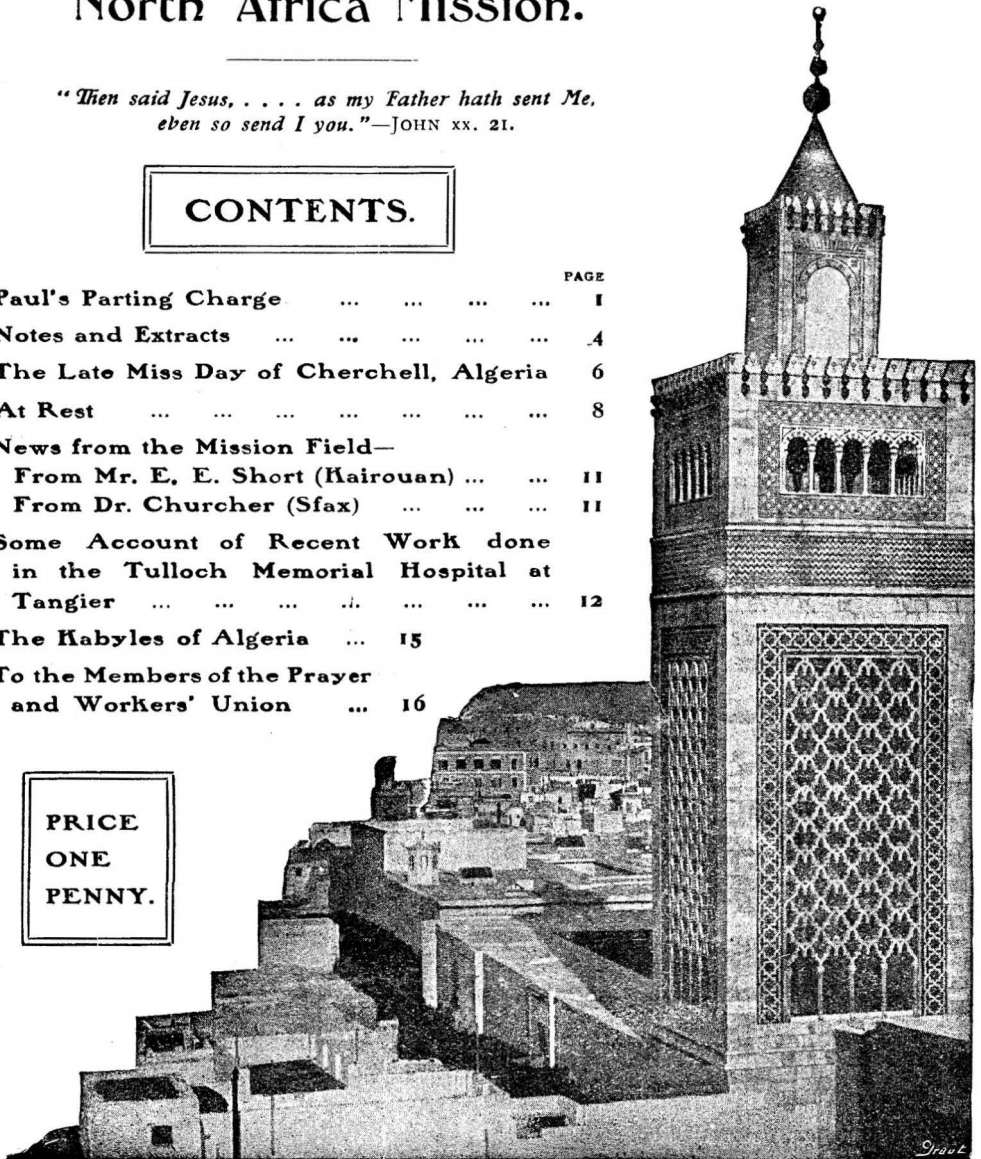 North Africa Mission.
"Then said Jesus, . . . . as my Father hath sent Me,
even so send I you."—JOHN xx. 21.
CONTENTS.
PAGE
Paul's Parting Charge ... ... ... ... 1
Notes and Extracts ... ... ... ... ... 4
The Late Miss Day of Cherchell, Algeria 6
At Rest ... ... ... ... ... ... ... 8
News from the Mission Field—
From Mr. E. E. Short (Kairouan) ... ... 11
From Dr. Churcher (Sfax) ... ... ... 11
Some Account of Recent Work done
in the Tulloch Memorial Hospital at
Tangier ... ... ... ... ... ... ... 12
The Kabyles of Algeria ... 15
To the Members of the Prayer
and Workers' Union ... 16
PRICE
ONE
PENNY.